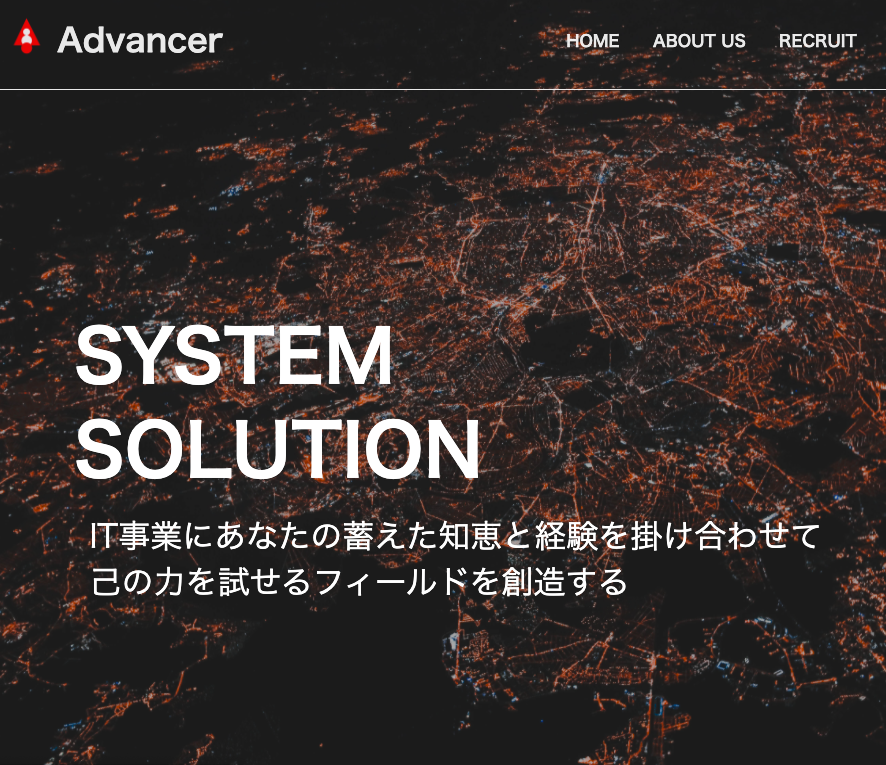 Advancer
HOME ABOUT US RECRUIT
SYSTEM
SOLUTION
IT事業にあなたの蓄えた知恵と経験を掛け合わせて
己の力を試せるフィールドを創造する